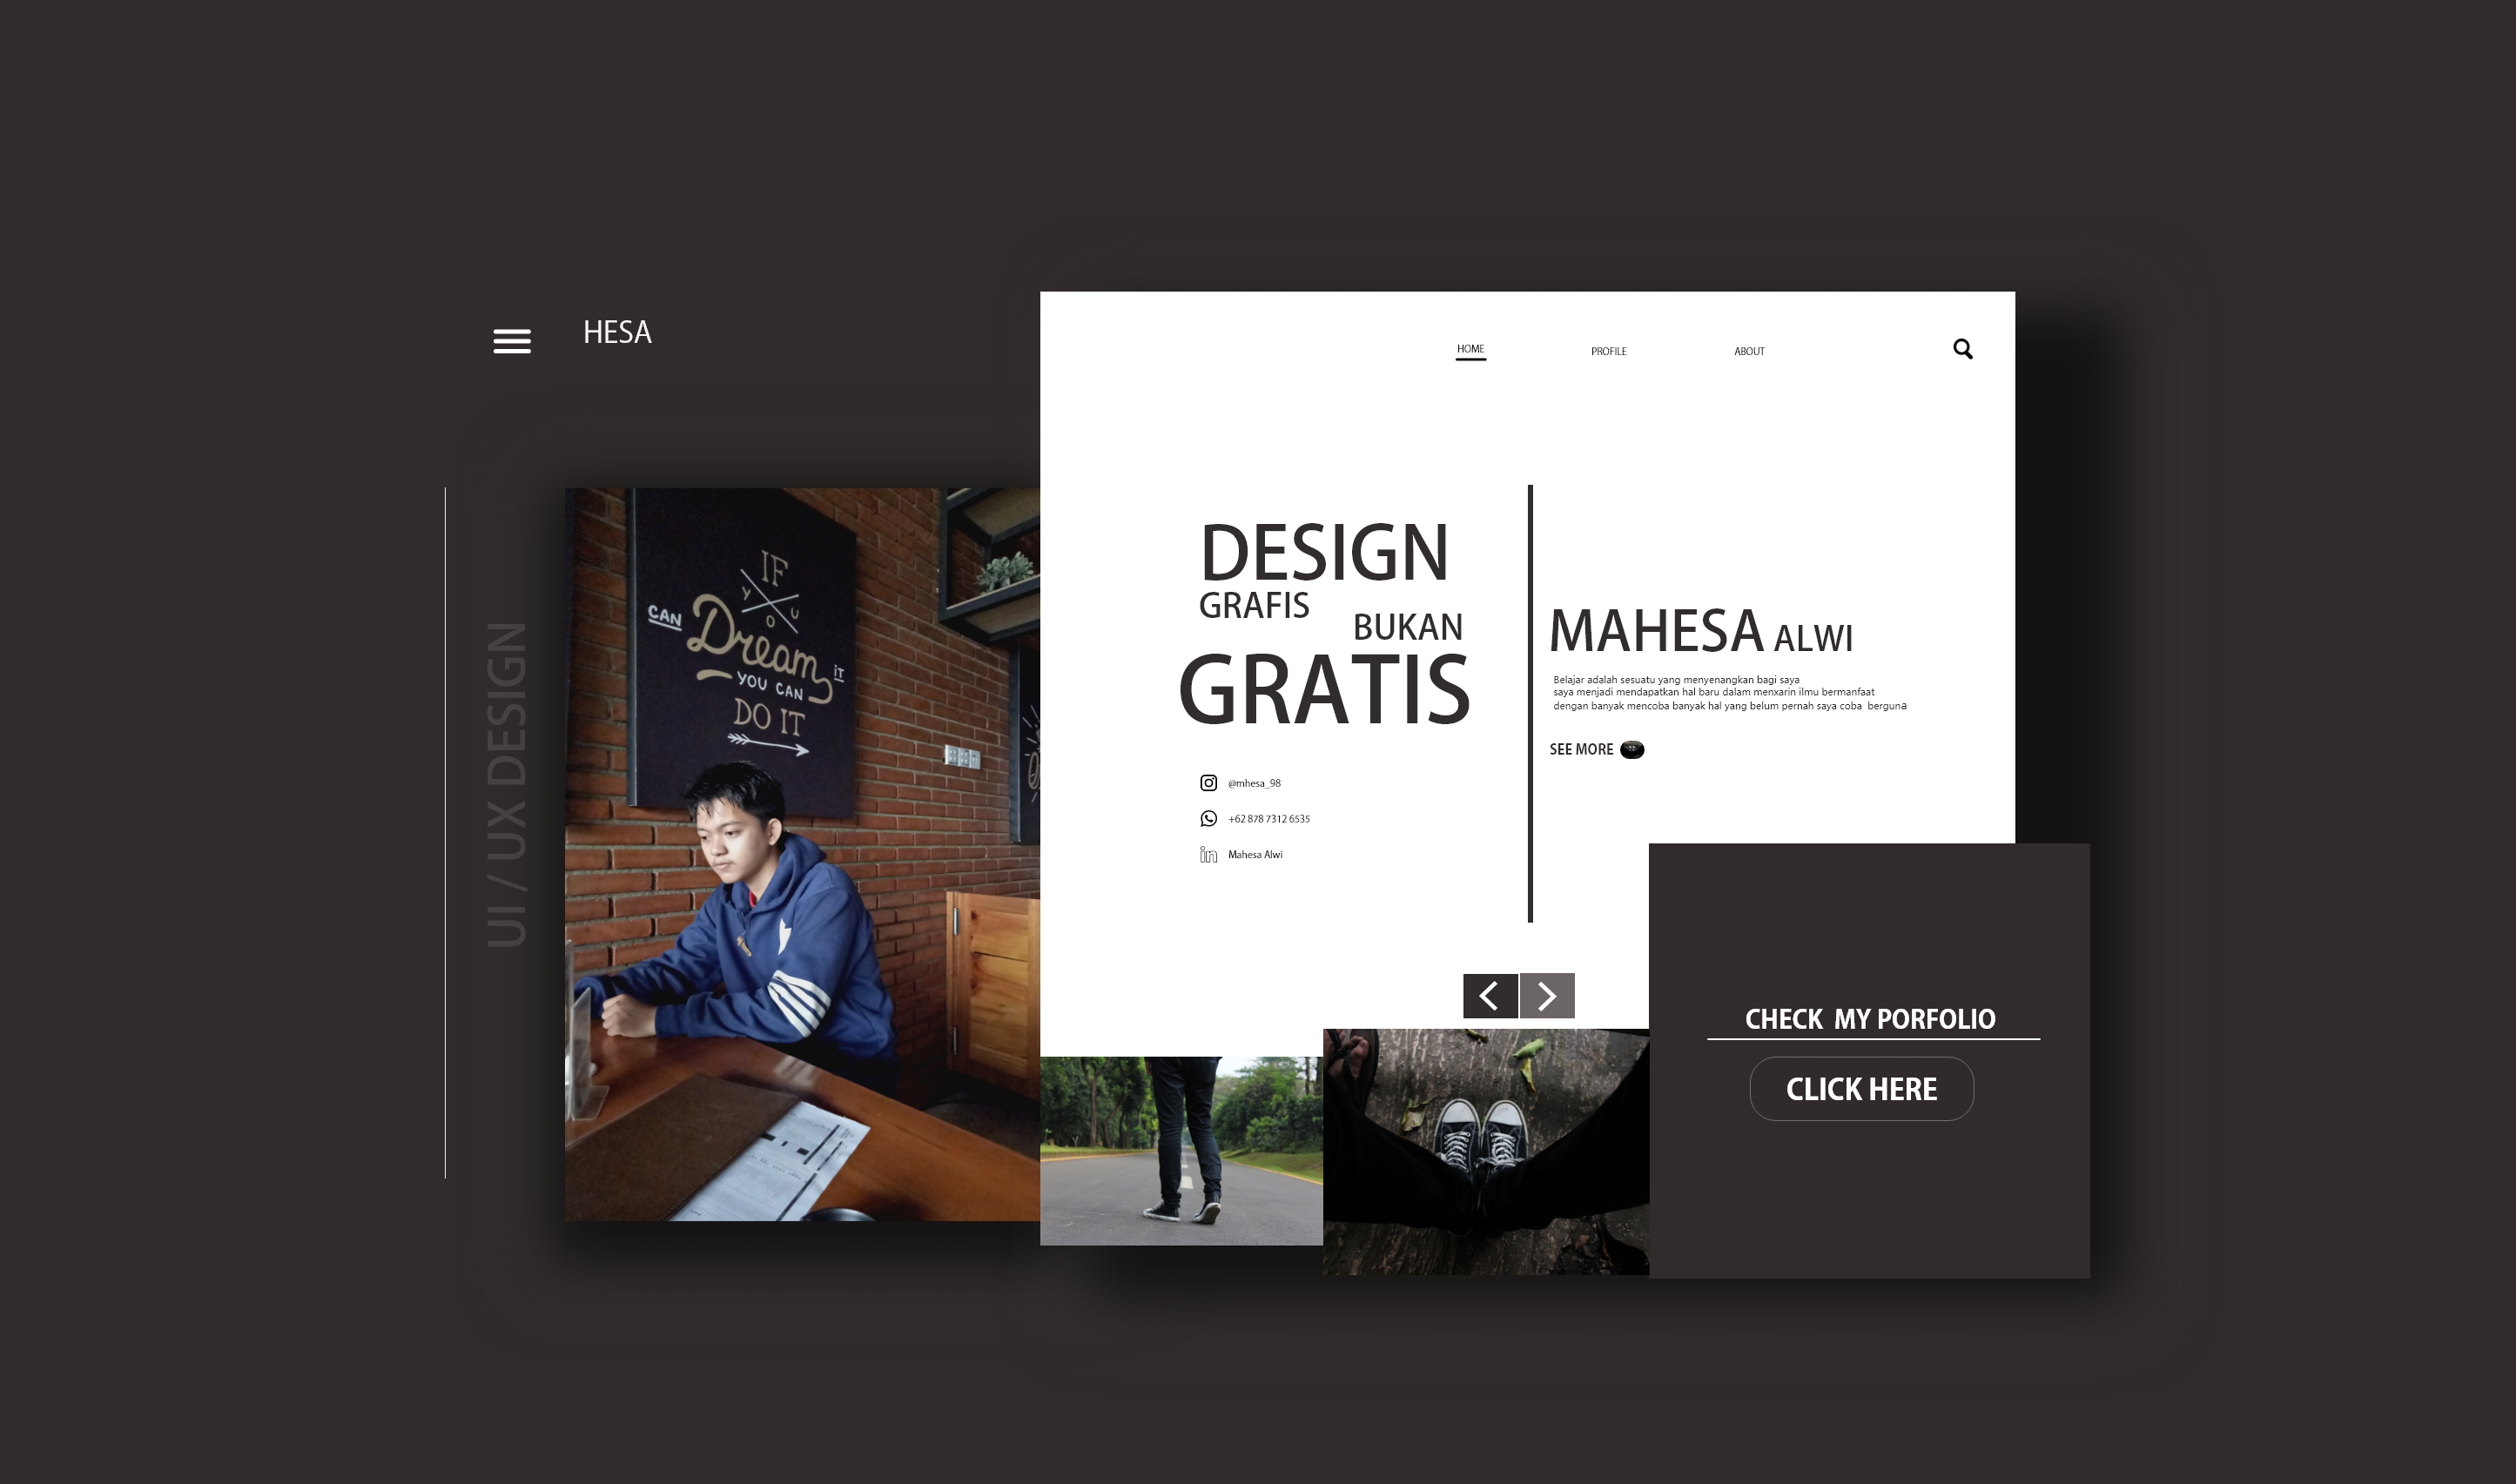 HESA
HOME
PROFILE
ABOUT
UI / UX DESIGN
IF
YOU
CAN
Dream
IT
YOU CAN
DO IT
DESIGN
GRAFIS
BUKAN
GRATIS
@mhesa_98
+62 878 7312 6535
Mahesa Alwi
MAHESA ALWI
Belajar adalah sesuatu yang menyenangkan bagi saya
saya menjadi mendapatkan hal baru dalam menxarin ilmu bermanfaat
dengan banyak mencoba banyak hal yang belum pernah saya coba berguna
SEE MORE
CHECK MY PORFOLIO
CLICK HERE